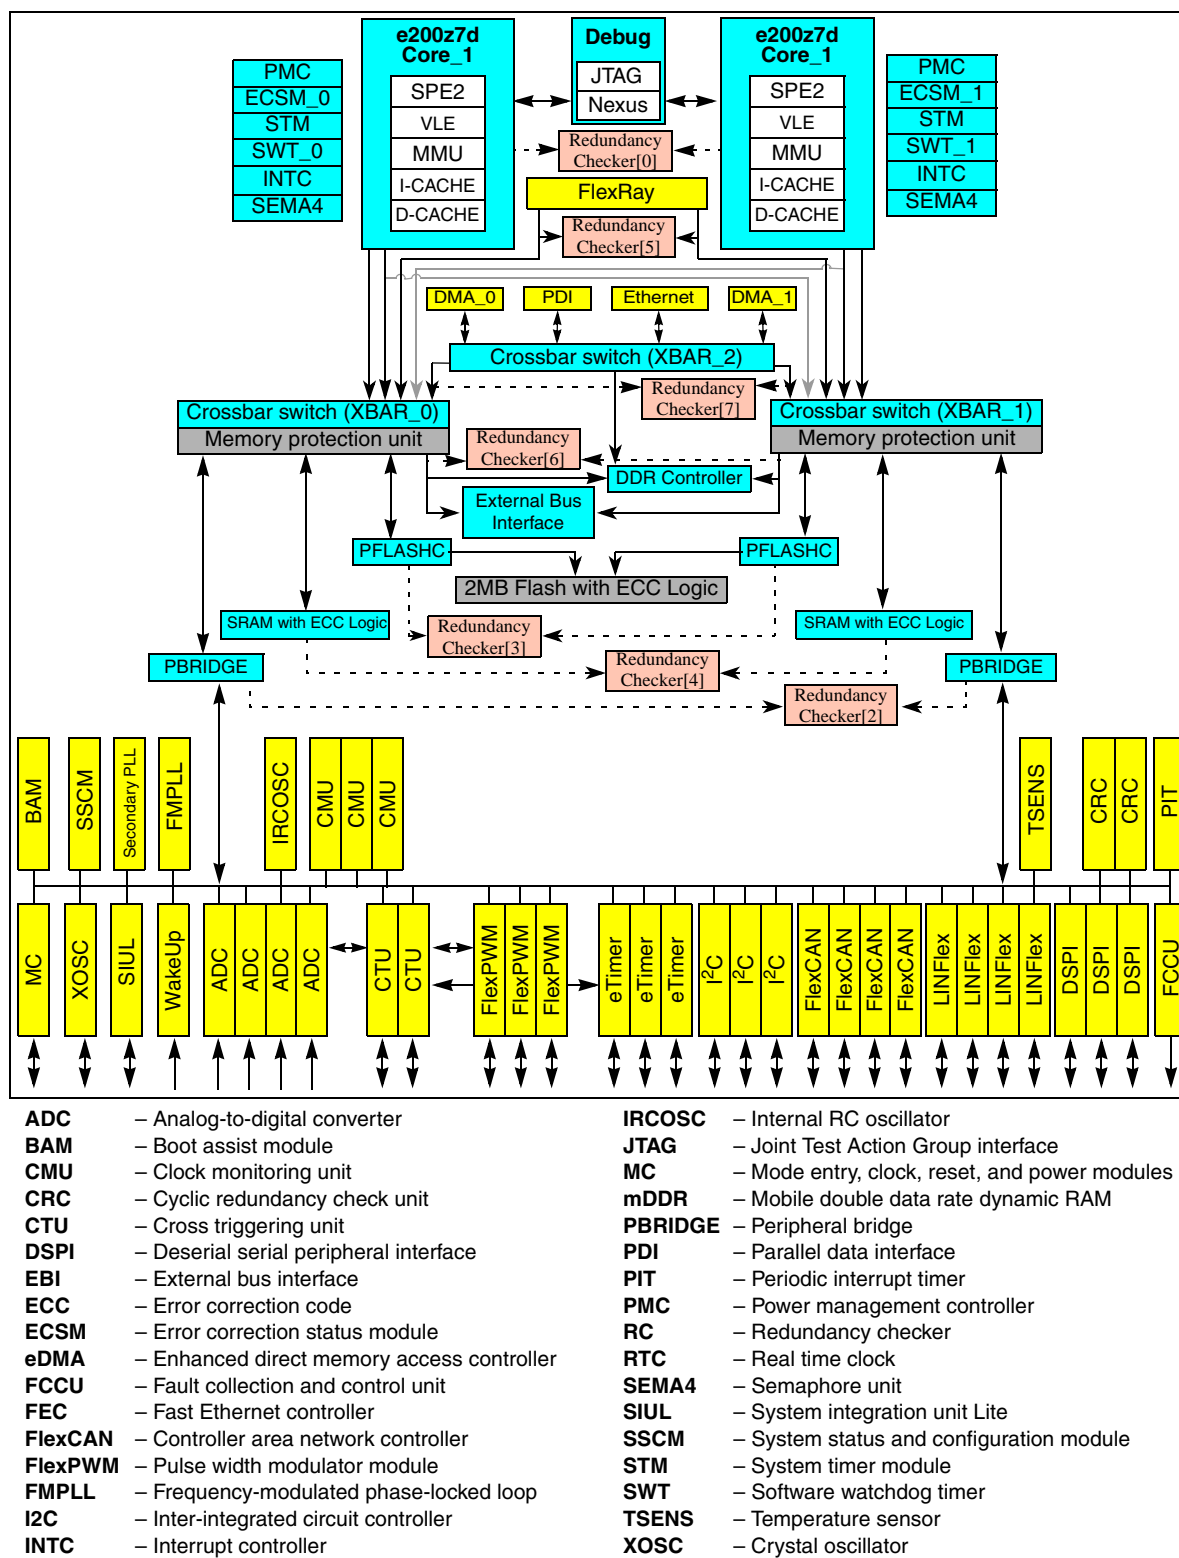 e200z7d
Core_1
SPE2
VLE
MMU
I-CACHE
D-CACHE
Debug
JTAG
Nexus
e200z7d
Core_1
SPE2
VLE
MMU
I-CACHE
D-CACHE
PMC
ECSM_0
STM
SWT_0
INTC
SEMA4
PMC
ECSM_1
STM
SWT_1
INTC
SEMA4
Redundancy
Checker[0]
FlexRay
Redundancy
Checker[5]
DMA_0
PDI
Ethernet
DMA_1
Crossbar switch (XBAR_2)
Redundancy
Checker[7]
Crossbar switch (XBAR_0)
Memory protection unit
Crossbar switch (XBAR_1)
Memory protection unit
Redundancy
Checker[6]
DDR Controller
External Bus
Interface
PFLASHC
PFLASHC
2MB Flash with ECC Logic
SRAM with ECC Logic
Redundancy
Checker[3]
SRAM with ECC Logic
PBRIDGE
Redundancy
Checker[4]
PBRIDGE
Redundancy
Checker[2]
BAM
SSCM
Secondary PLL
FMPLL
IRCOSC
CMU
CMU
CMU
TSENS
CRC
CRC
PIT
MC
XOSC
SIUL
WakeUp
ADC
ADC
ADC
ADC
CTU
CTU
FlexPWM
FlexPWM
FlexPWM
eTimer
eTimer
eTimer
I²C
I²C
I²C
FlexCAN
FlexCAN
FlexCAN
FlexCAN
LINFlex
LINFlex
LINFlex
LINFlex
DSPI
DSPI
DSPI
FCCU
ADC – Analog-to-digital converter
BAM – Boot assist module
CMU – Clock monitoring unit
CRC – Cyclic redundancy check unit
CTU – Cross triggering unit
DSPI – Deserial serial peripheral interface
EBI – External bus interface
ECC – Error correction code
ECSM – Error correction status module
eDMA – Enhanced direct memory access controller
FCCU – Fault collection and control unit
FEC – Fast Ethernet controller
FlexCAN – Controller area network controller
FlexPWM – Pulse width modulator module
FMPLL – Frequency-modulated phase-locked loop
I2C – Inter-integrated circuit controller
INTC – Interrupt controller
IRCOSC – Internal RC oscillator
JTAG – Joint Test Action Group interface
MC – Mode entry, clock, reset, and power modules
mDDR – Mobile double data rate dynamic RAM
PBRIDGE – Peripheral bridge
PDI – Parallel data interface
PIT – Periodic interrupt timer
PMC – Power management controller
RC – Redundancy checker
RTC – Real time clock
SEMA4 – Semaphore unit
SIUL – System integration unit Lite
SSCM – System status and configuration module
STM – System timer module
SWT – Software watchdog timer
TSENS – Temperature sensor
XOSC – Crystal oscillator